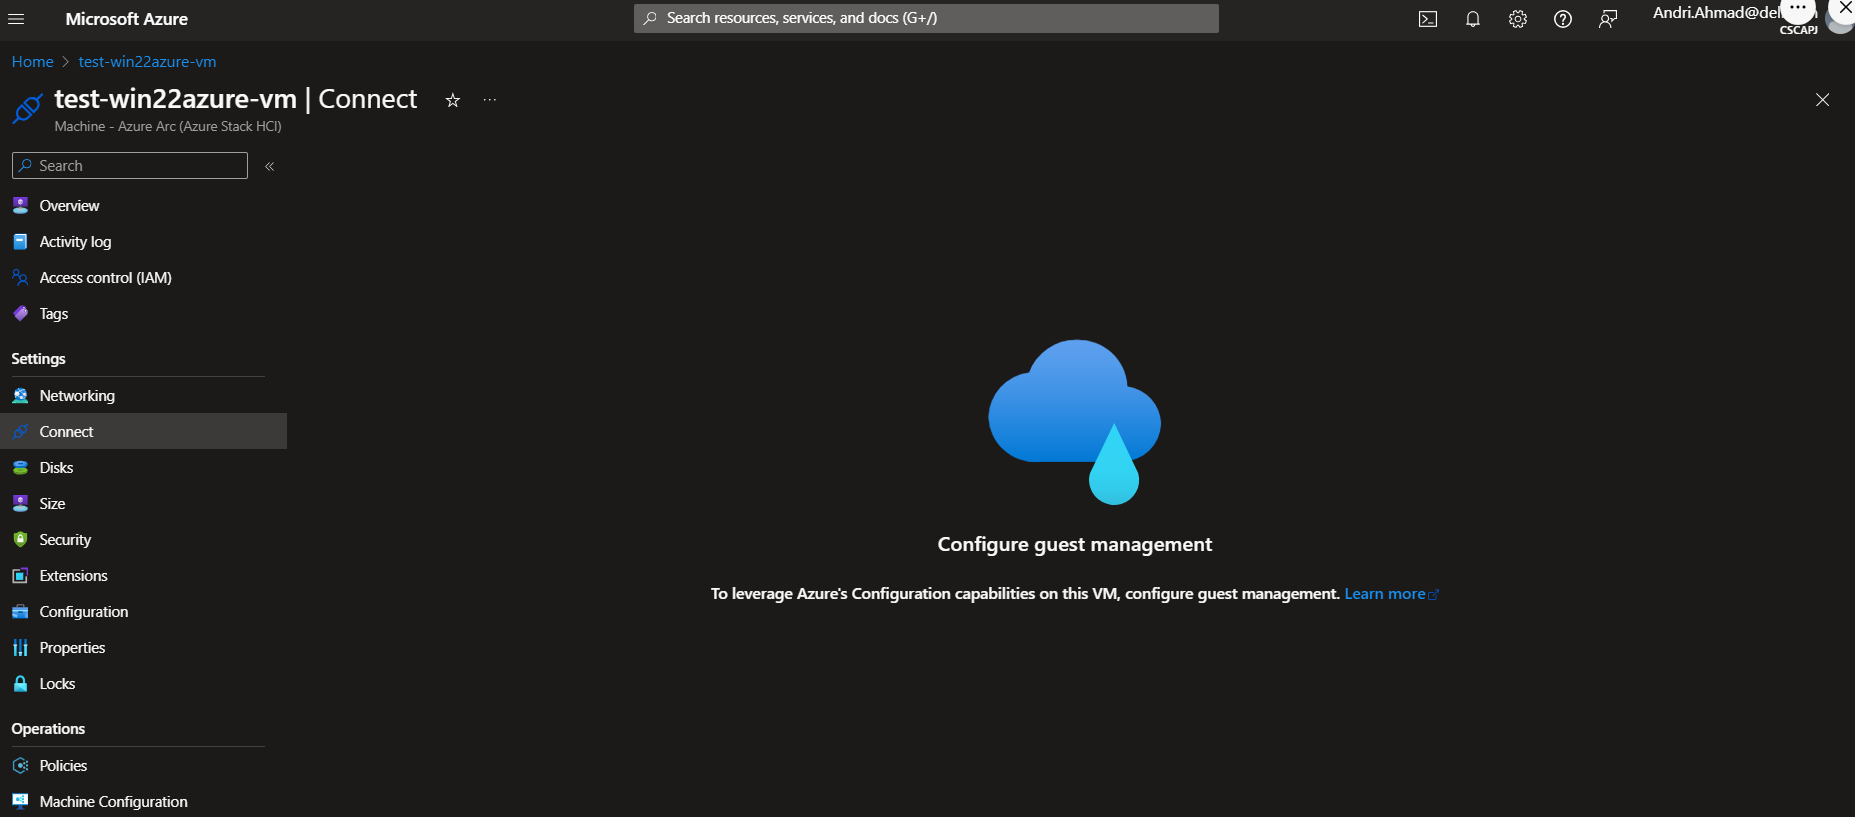 Microsoft Azure
Search resources, services, and docs (G+/)
Andri.Ahmad@del
CSCAPJ
Home > test-win22azure-vm
test-win22azure-vm | Connect
Machine - Azure Arc (Azure Stack HCI)
Search
Overview
Activity log
Access control (IAM)
Tags
Settings
Networking
Connect
Disks
Size
Security
Extensions
Configuration
Properties
Locks
Operations
Policies
Machine Configuration
Configure guest management
To leverage Azure's Configuration capabilities on this VM, configure guest management. Learn more